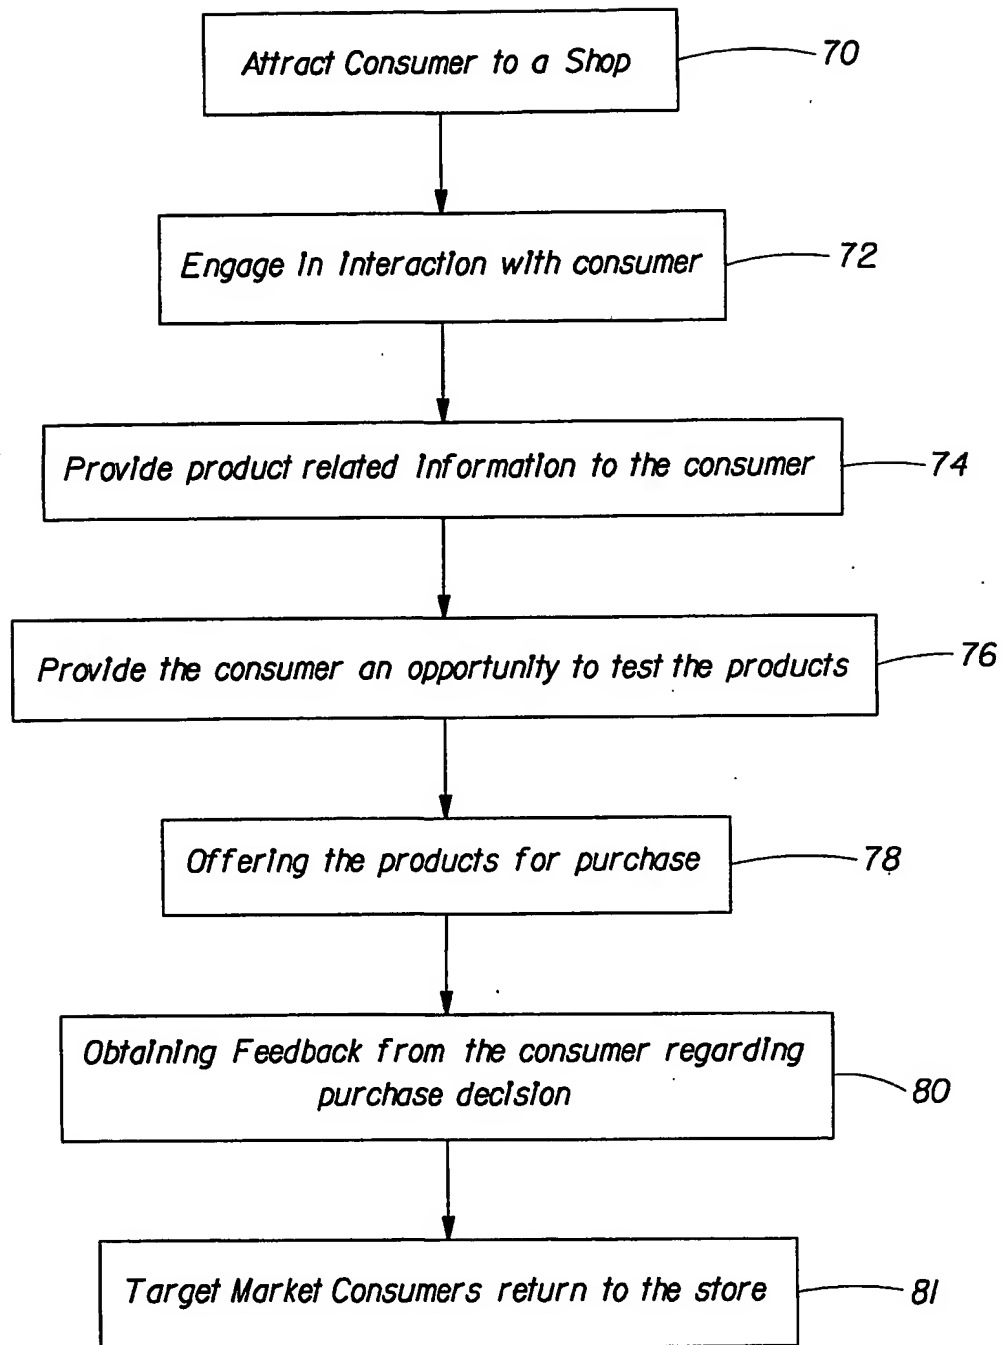 Attract Consumer to a Shop
70
Engage in interaction with consumer
72
Provide product related information to the consumer
74
Provide the consumer an opportunity to test the products
76
Offering the products for purchase
78
Obtaining Feedback from the consumer regarding
purchase decision
80
Target Market Consumers return to the store
81